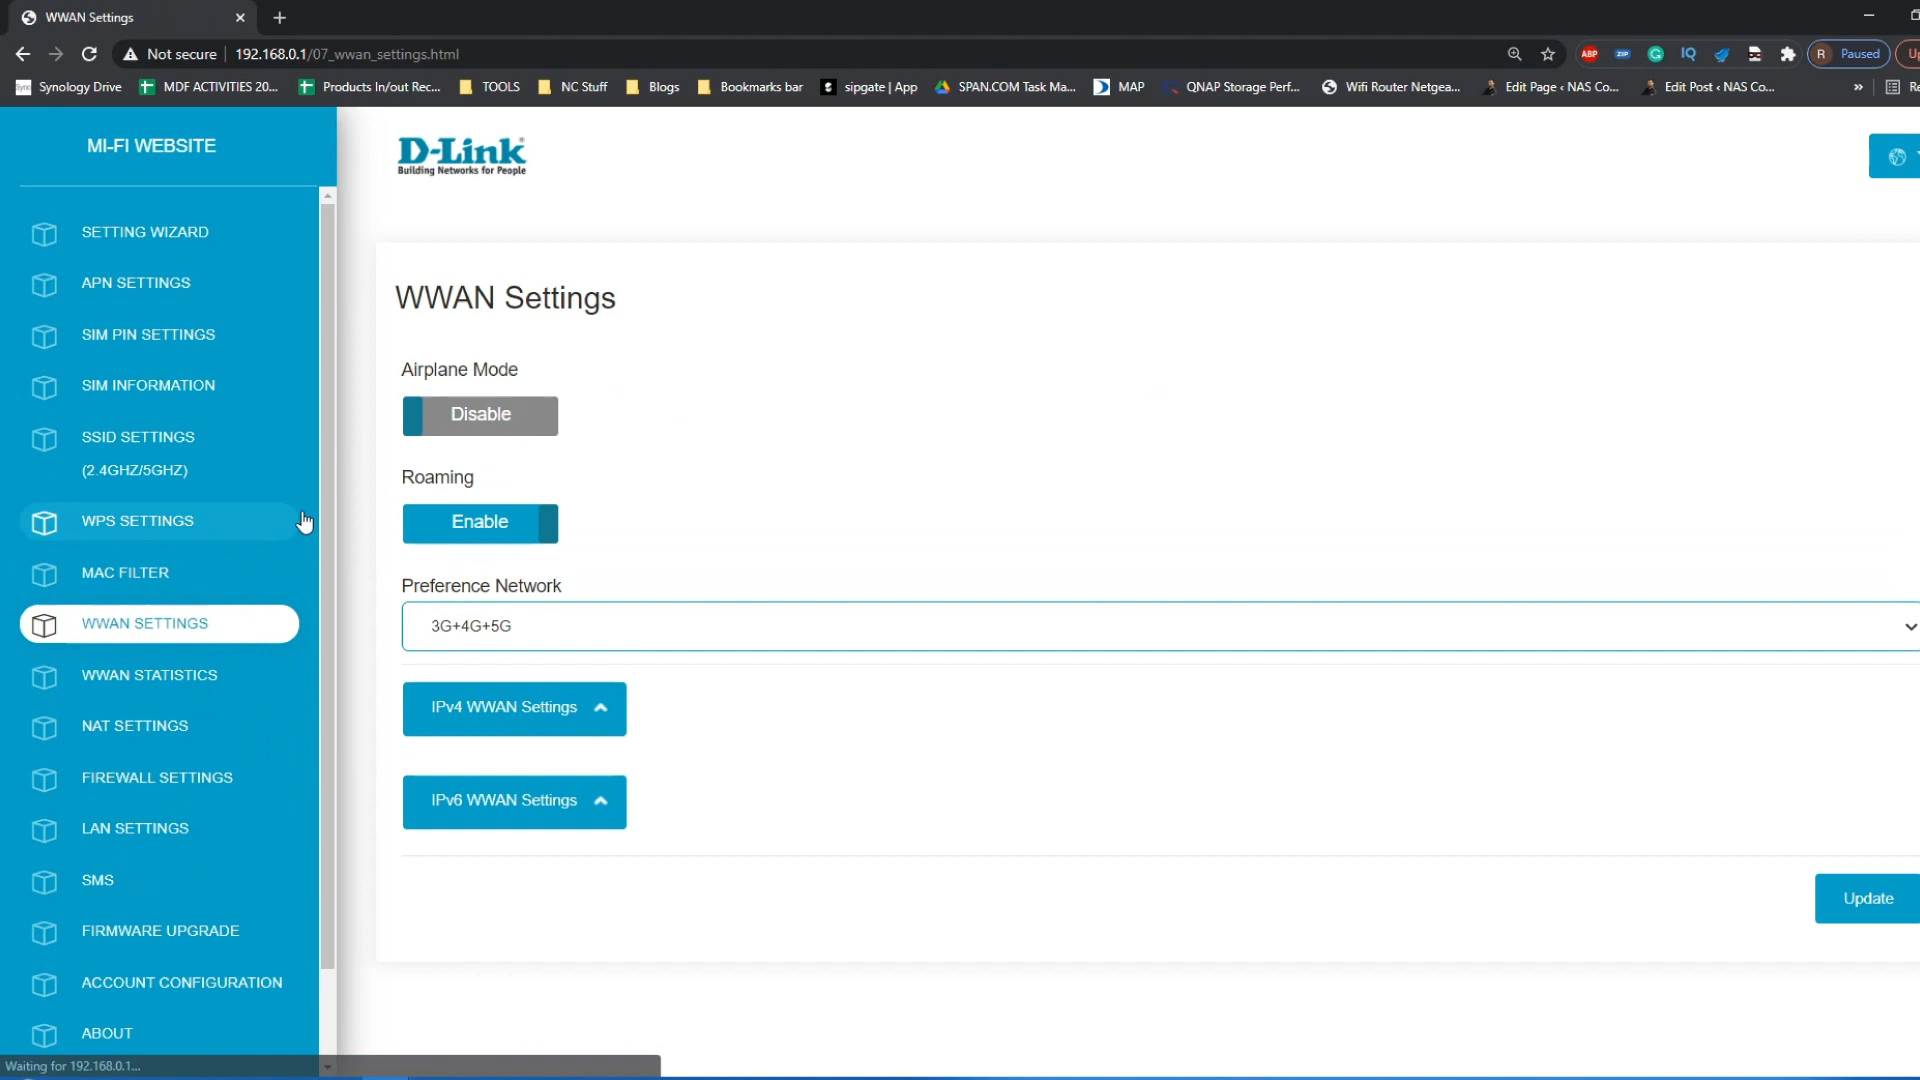 WWAN Settings
Not secure
192.168.0.1/07_wwan_settings.html
ABP
ZIP
IQ
R
Paused
Up
Synology Drive
MDF ACTIVITIES 20...
Products In/out Rec...
TOOLS
NC Stuff
Blogs
Bookmarks bar
sipgate | App
SPAN.COM Task Ma...
MAP
QNAP Storage Perf...
Wifi Router Netgea...
Edit Page ‹ NAS Co...
Edit Post ‹ NAS Co...
»
Re
MI-FI WEBSITE
D-Link®
Building Networks for People
SETTING WIZARD
APN SETTINGS
SIM PIN SETTINGS
SIM INFORMATION
SSID SETTINGS
(2.4GHZ/5GHZ)
WPS SETTINGS
MAC FILTER
WWAN SETTINGS
WWAN STATISTICS
NAT SETTINGS
FIREWALL SETTINGS
LAN SETTINGS
SMS
FIRMWARE UPGRADE
ACCOUNT CONFIGURATION
ABOUT
WWAN Settings
Airplane Mode
Disable
Roaming
Enable
Preference Network
3G+4G+5G
IPv4 WWAN Settings
IPv6 WWAN Settings
Update
Waiting for 192.168.0.1...